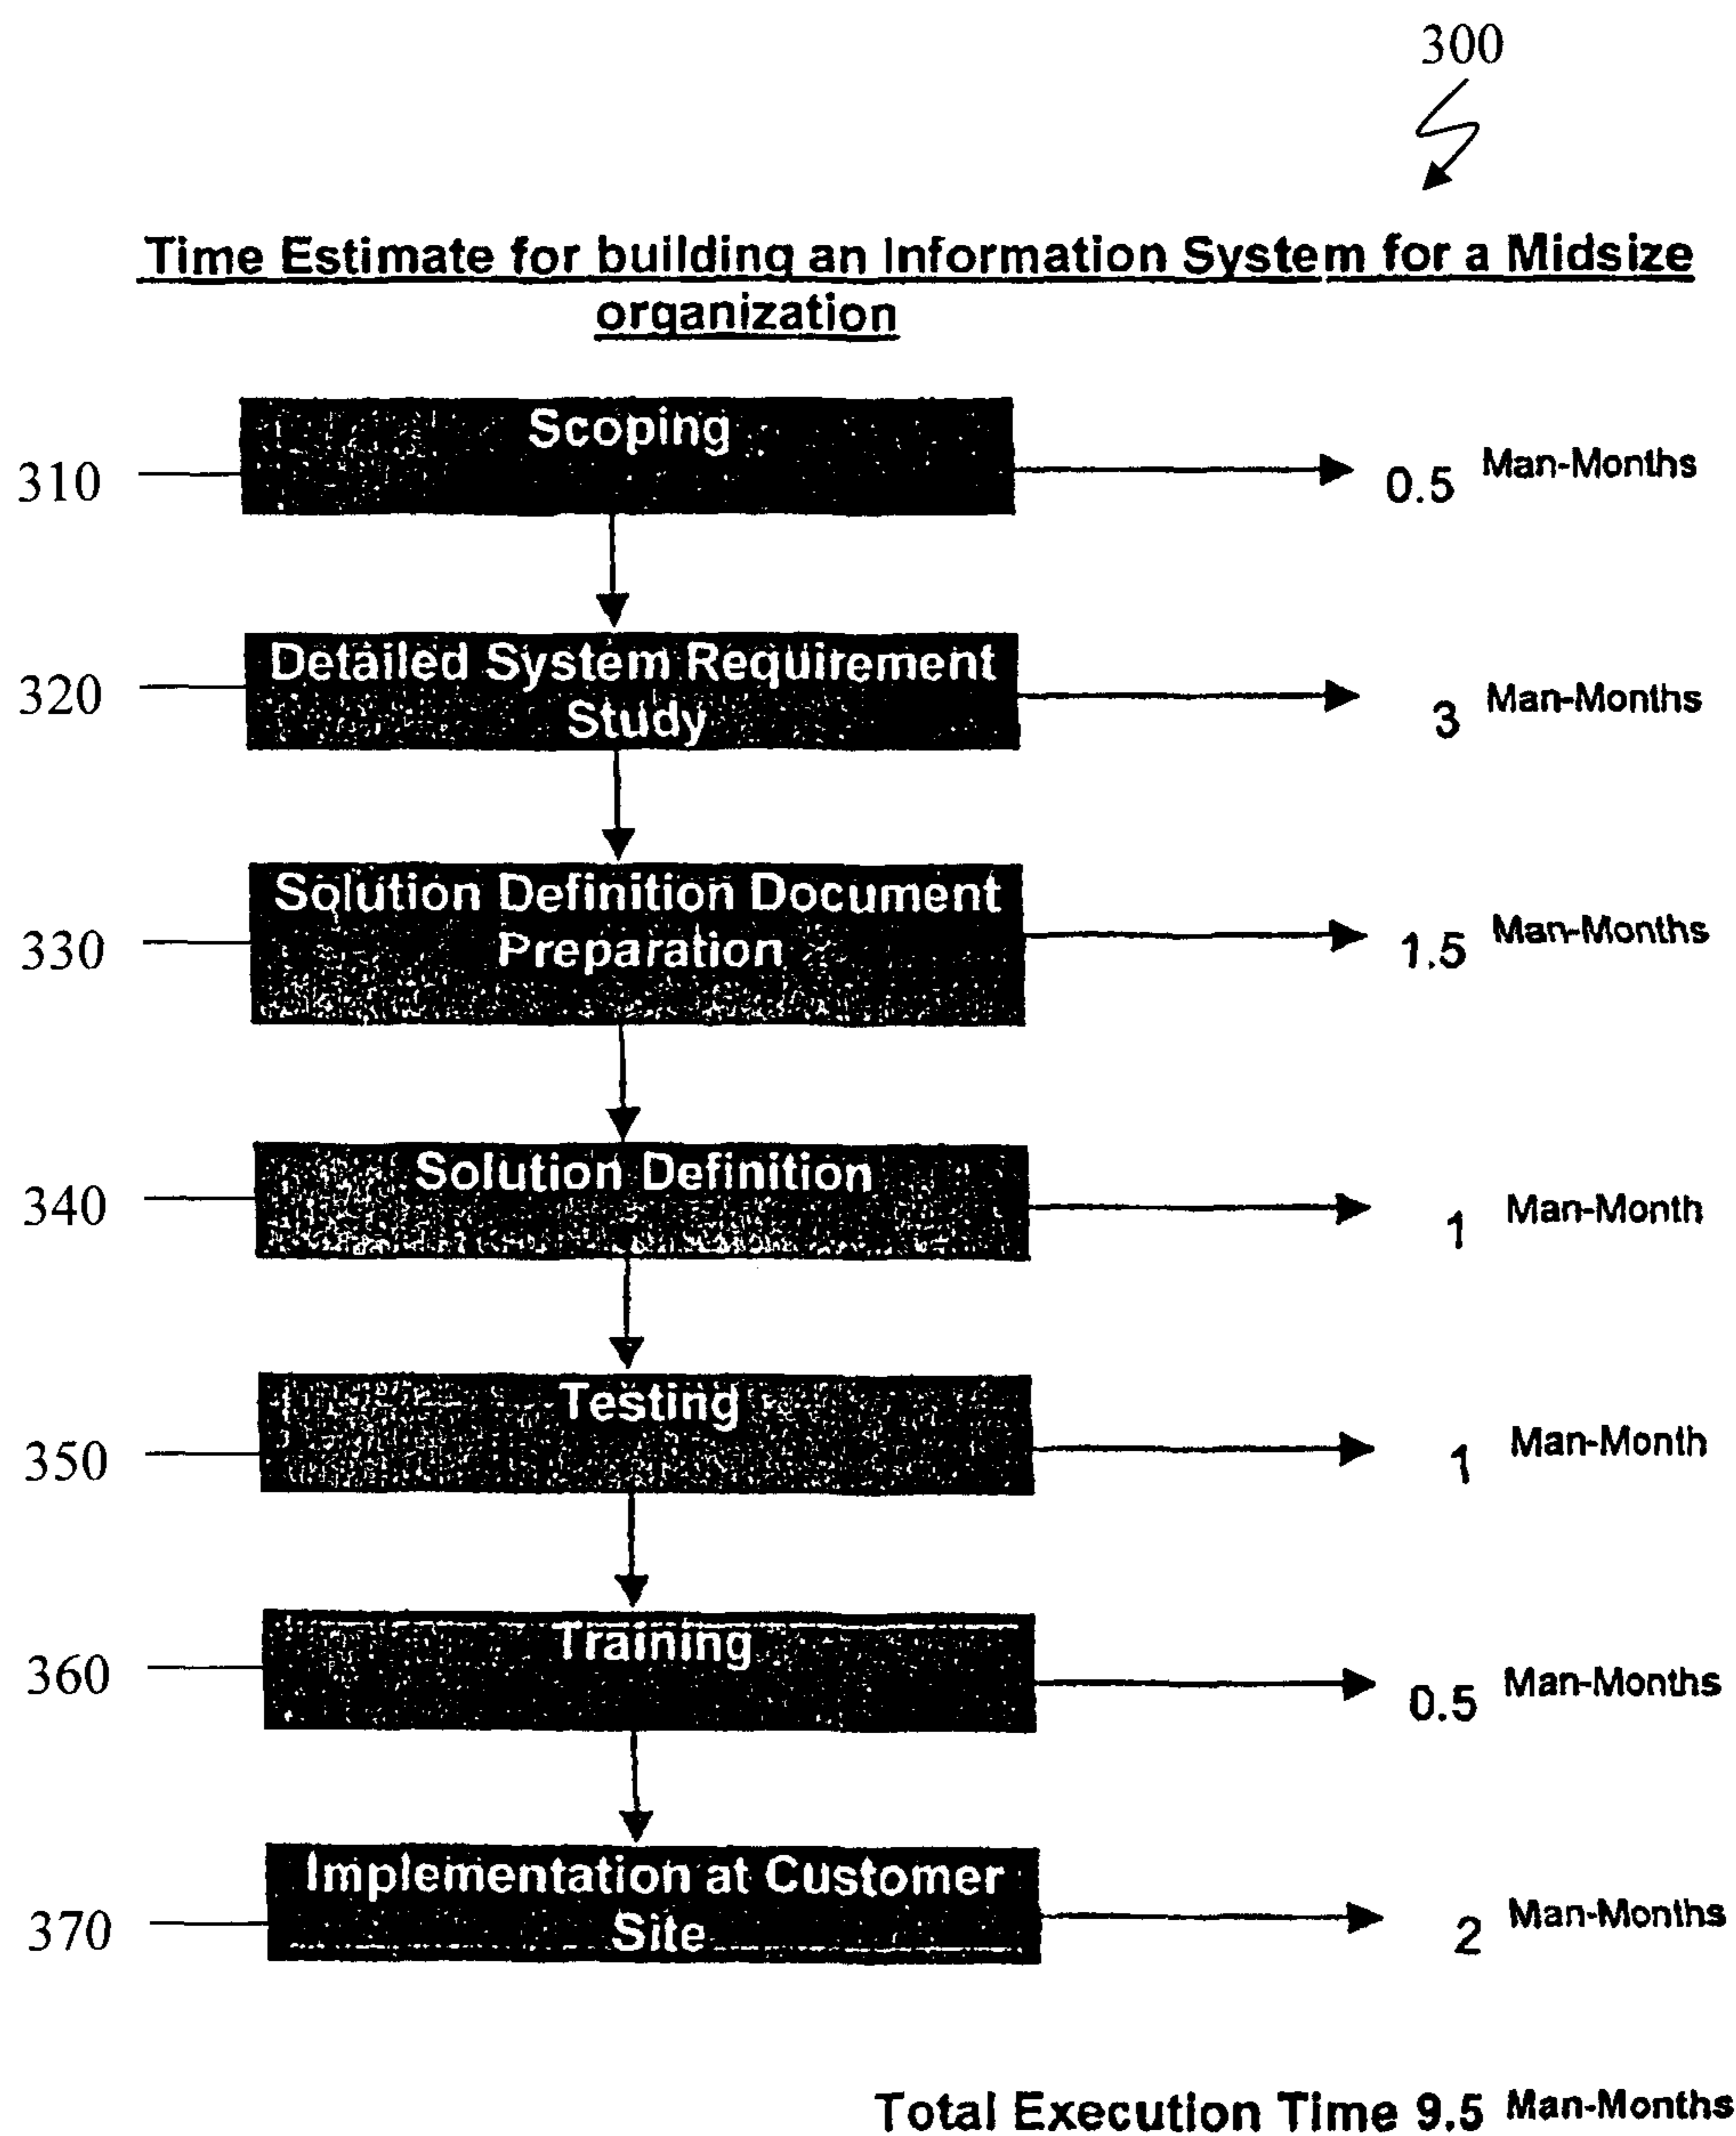 300
Time Estimate for building an Information System for a Midsize
organization
Scoping
310
0.5 Man-Months
Detailed System Requirement
Study
320
3 Man-Months
Solution Definition Document
Preparation
330
1.5 Man-Months
Solution Definition
340
1 Man-Month
Testing
350
1 Man-Month
Training
360
0.5 Man-Months
Implementation at Customer
Site
370
2 Man-Months
Total Execution Time 9.5 Man-Months